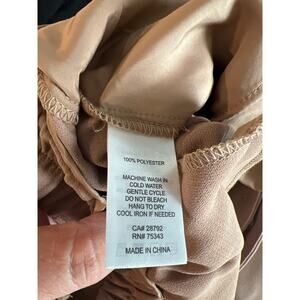 100% POLYESTER
MACHINE WASH IN
COLD WATER
GENTLE CYCLE
DO NOT BLEACH
HANG TO DRY
COOL IRON IF NEEDED
CA# 28792
RN# 75343
MADE IN CHINA